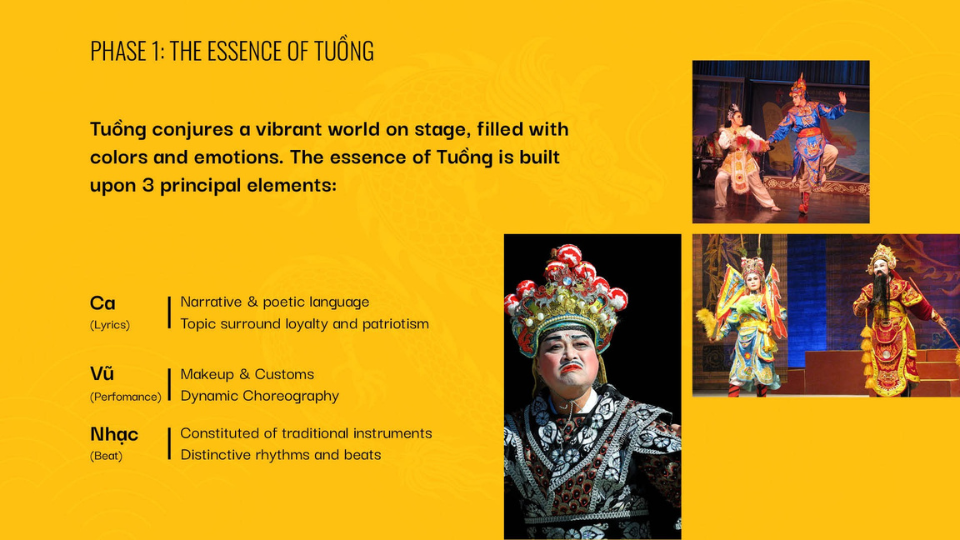 PHASE 1: THE ESSENCE OF TUỒNG
Tuồng conjures a vibrant world on stage, filled with
colors and emotions. The essence of Tuồng is built
upon 3 principal elements:
Ca
(Lyrics)
Narrative & poetic language
Topic surround loyalty and patriotism
Vũ
(Perfomance)
Makeup & Customs
Dynamic Choreography
Nhạc
(Beat)
Constituted of traditional instruments
Distinctive rhythms and beats